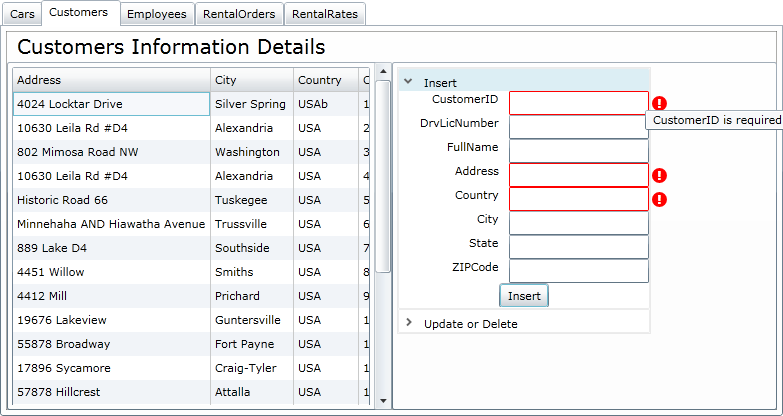 Cars Customers Employees RentalOrders RentalRates
Customers Information Details
Address City Country C
4024 Locktar Drive Silver Spring USAb 1
10630 Leila Rd #D4 Alexandria USA 2
802 Mimosa Road NW Washington USA 3
10630 Leila Rd #D4 Alexandria USA 4
Historic Road 66 Tuskegee USA 5
Minnehaha AND Hiawatha Avenue Trussville USA 6
889 Lake D4 Southside USA 7
4451 Willow Smiths USA 8
4412 Mill Prichard USA 9
19676 Lakeview Guntersville USA 1
55878 Broadway Fort Payne USA 1
17896 Sycamore Craig-Tyler USA 1
57878 Hillcrest Attalla USA 1
Insert
CustomerID
CustomerID is required
DrvLicNumber
FullName
Address
Country
City
State
ZIPCode
Insert
Update or Delete